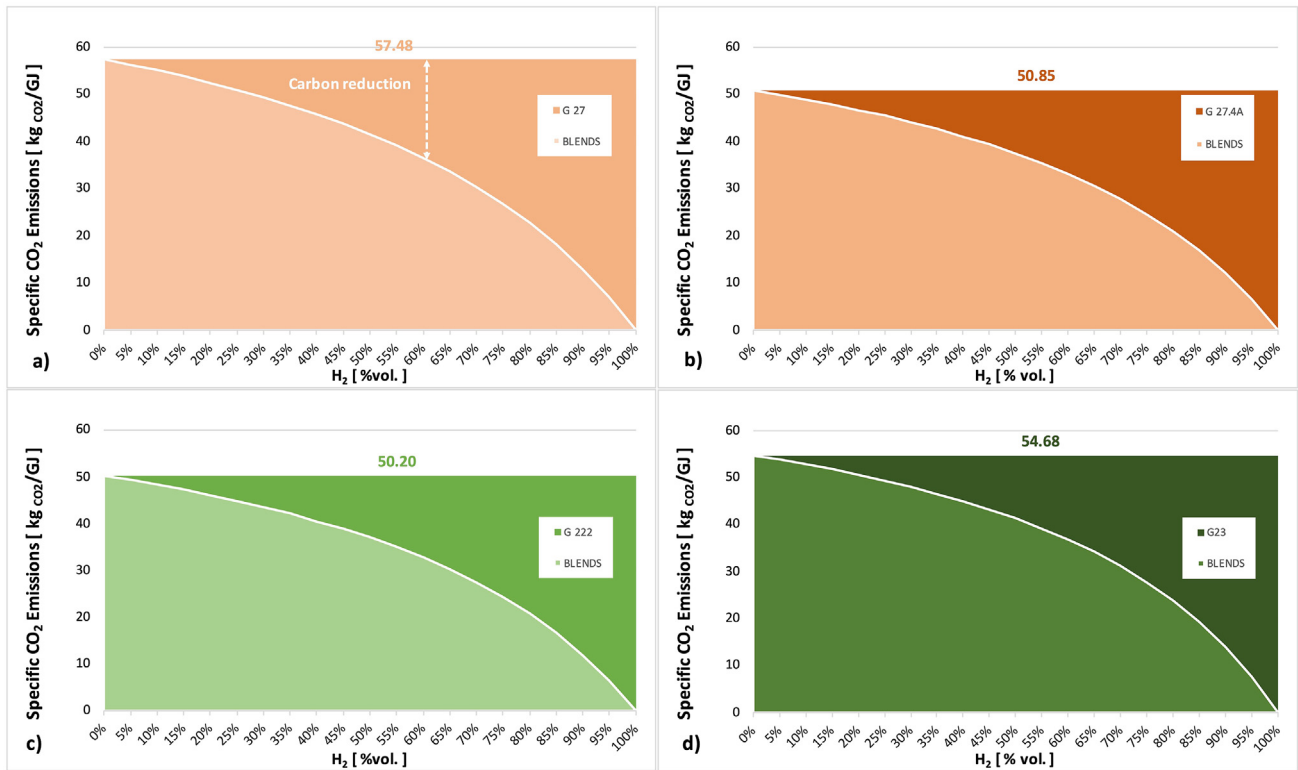 57.48
Carbon reduction
Specific CO₂ Emissions [ kg CO2/GJ]
60
50
40
30
20
10
0
G 27
BLENDS
0% 5% 10% 15% 20% 25% 30% 35% 40% 45% 50% 55% 60% 65% 70% 75% 80% 85% 90% 95% 100%
H₂ [ %vol. ]
a)
50.85
Specific CO₂ Emissions [ kg CO2/GJ]
60
50
40
30
20
10
0
G 27.4A
BLENDS
0% 5% 10% 15% 20% 25% 30% 35% 40% 45% 50% 55% 60% 65% 70% 75% 80% 85% 90% 95% 100%
H₂ [ % vol. ]
b)
50.20
Specific CO₂ Emissions [ kg CO2/GJ]
60
50
40
30
20
10
0
G 222
BLENDS
0% 5% 10% 15% 20% 25% 30% 35% 40% 45% 50% 55% 60% 65% 70% 75% 80% 85% 90% 95% 100%
H₂ [ % vol. ]
c)
54.68
Specific CO₂ Emissions [ kg CO2/GJ]
60
50
40
30
20
10
0
G23
BLENDS
0% 5% 10% 15% 20% 25% 30% 35% 40% 45% 50% 55% 60% 65% 70% 75% 80% 85% 90% 95% 100%
H₂ [ % vol. ]
d)